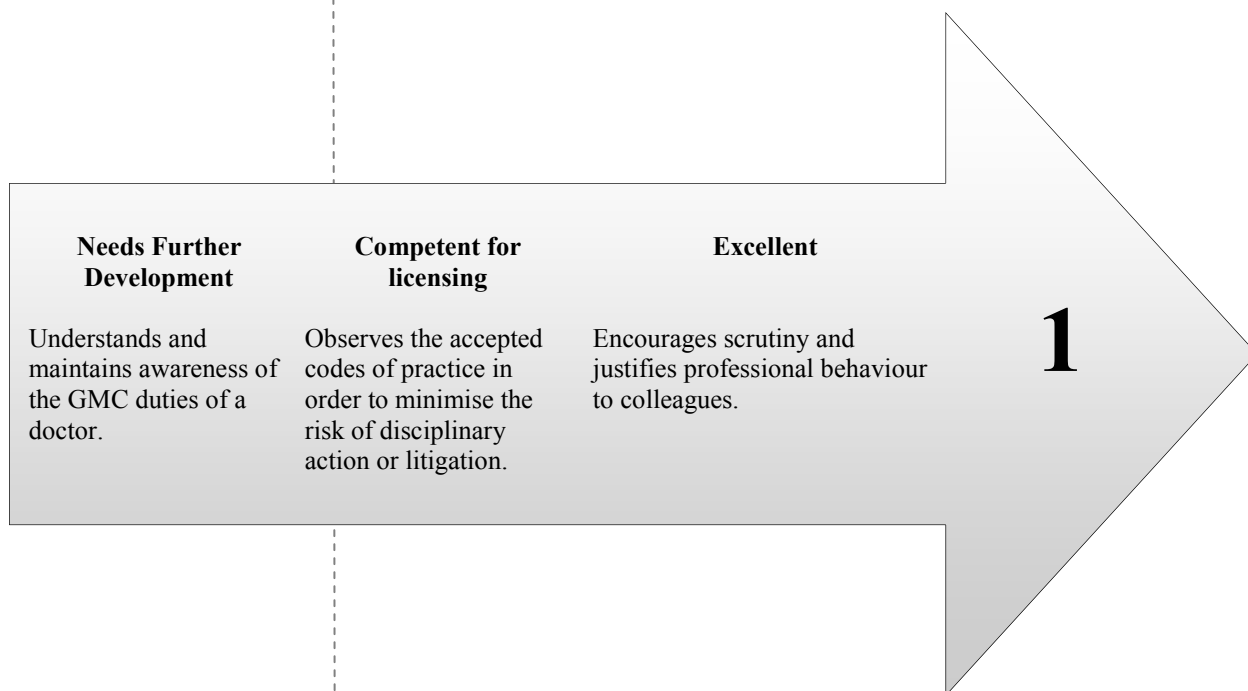 Needs Further
Development
Understands and
maintains awareness of
the GMC duties of a
doctor.
Competent for
licensing
Observes the accepted
codes of practice in
order to minimise the
risk of disciplinary
action or litigation.
Excellent
Encourages scrutiny and
justifies professional behaviour
to colleagues.
1